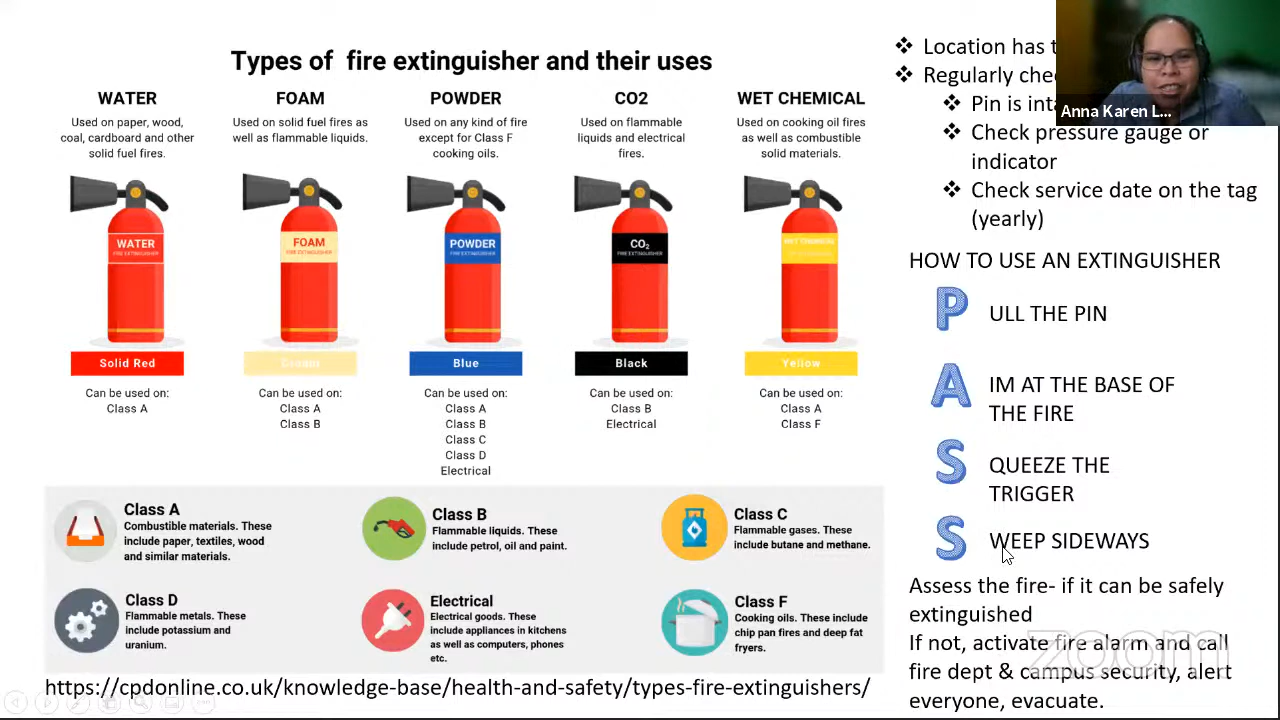 Types of fire extinguisher and their uses
WATER
Used on paper, wood,
coal, cardboard and other
solid fuel fires.
WATER
FIRE EXTINGUISHER
Solid Red
Can be used on:
Class A
FOAM
Used on solid fuel fires as
well as flammable liquids.
FOAM
FIRE EXTINGUISHER
Cream
Can be used on:
Class A
Class B
POWDER
Used on any kind of fire
except for Class F
cooking oils.
POWDER
FIRE EXTINGUISHER
Blue
Can be used on:
Class A
Class B
Class C
Class D
Electrical
CO2
Used on flammable
liquids and electrical
fires.
CO₂
FIRE EXTINGUISHER
Black
Can be used on:
Class B
Electrical
WET CHEMICAL
Used on cooking oil fires
as well as combustible
solid materials.
WET CHEMICAL
Yellow
Can be used on:
Class A
Class F
Class A
Combustible materials. These
include paper, textiles, wood
and similar materials.
Class B
Flammable liquids. These
include petrol, oil and paint.
Class C
Flammable gases. These
include butane and methane.
Class D
Flammable metals. These
include potassium and
uranium.
Electrical
Electrical goods. These
include appliances in kitchens
as well as computers, phones
etc.
Class F
Cooking oils. These include
chip pan fires and deep fat
fryers.
https://cpdonline.co.uk/knowledge-base/health-and-safety/types-fire-extinguishers/
❖ Location has
❖ Regularly
❖ Pin is
❖ Check pressure gauge or
indicator
❖ Check service date on the tag
(yearly)
Anna Karen L...
HOW TO USE AN EXTINGUISHER
P ULL THE PIN
A IM AT THE BASE OF
THE FIRE
S QUEEZE THE
TRIGGER
S WEEP SIDEWAYS
Assess the fire- if it can be safely
extinguished
If not, activate fire alarm and call
fire dept & campus security, alert
everyone, evacuate.
zoom